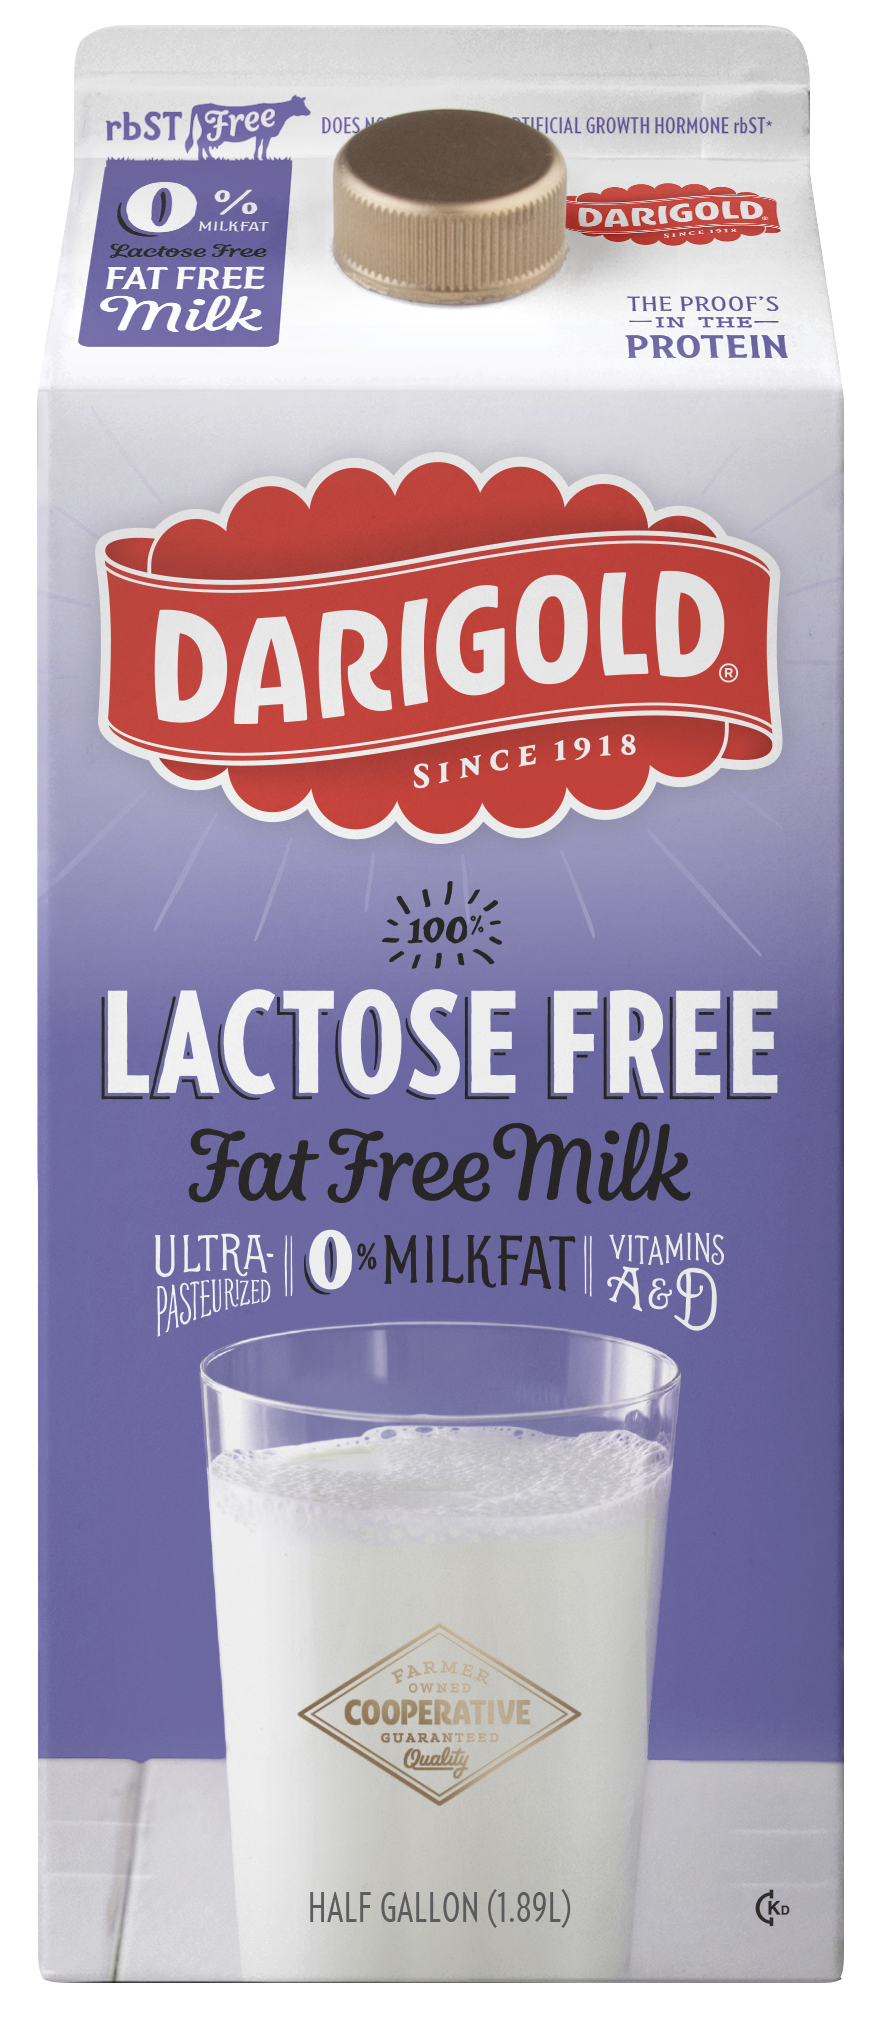 rbST Free
DOES NO
TIFICIAL GROWTH HORMONE rbST*
0%
MILKFAT
Lactose Free
FAT FREE
Milk
DARIGOLD®
SINCE 1918
THE PROOF'S
—IN THE—
PROTEIN
DARIGOLD®
SINCE 1918
100%
LACTOSE FREE
Fat Free Milk
ULTRA-
PASTEURIZED
0% MILKFAT
VITAMINS
A & D
FARMER
OWNED
COOPERATIVE
GUARANTEED
Quality
HALF GALLON (1.89L)
K D